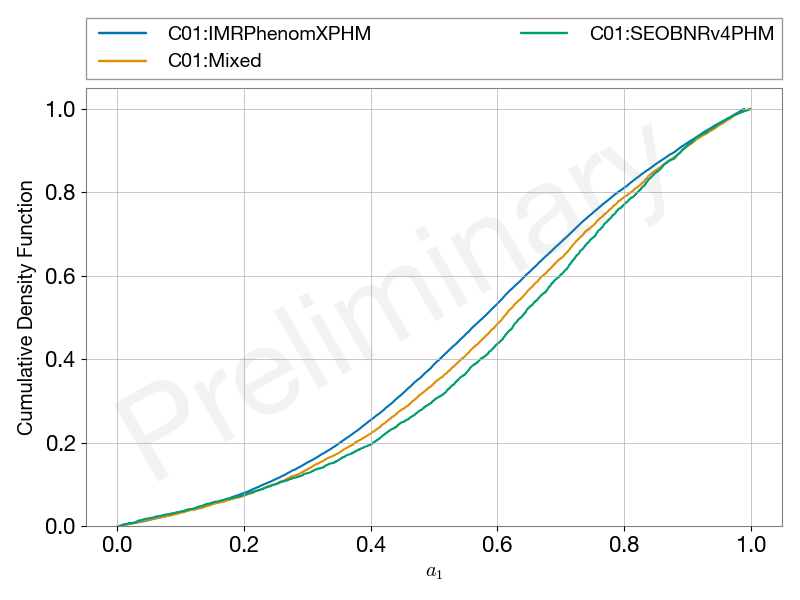 C01:IMRPhenomXPHM
C01:SEOBNRv4PHM
C01:Mixed
Preliminary
Cumulative Density Function
1.0
0.8
0.6
0.4
0.2
0.0
0.0 0.2 0.4 0.6 0.8 1.0
a₁